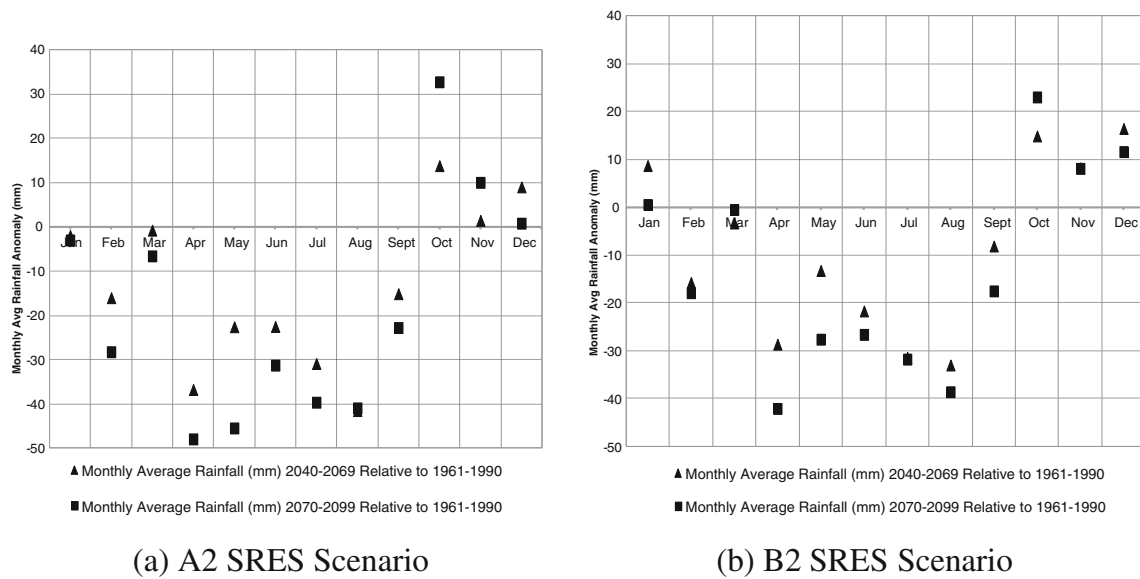 40
30
20
10
0
-10
-20
-30
-40
-50
Monthly Avg Rainfall Anomaly (mm)
Jan Feb Mar Apr May Jun Jul Aug Sept Oct Nov Dec
Monthly Average Rainfall (mm) 2040-2069 Relative to 1961-1990
Monthly Average Rainfall (mm) 2070-2099 Relative to 1961-1990
(a) A2 SRES Scenario
40
30
20
10
0
-10
-20
-30
-40
-50
Monthly Avg Rainfall Anomaly (mm)
Jan Feb Mar Apr May Jun Jul Aug Sept Oct Nov Dec
Monthly Average Rainfall (mm) 2040-2069 Relative to 1961-1990
Monthly Average Rainfall (mm) 2070-2099 Relative to 1961-1990
(b) B2 SRES Scenario